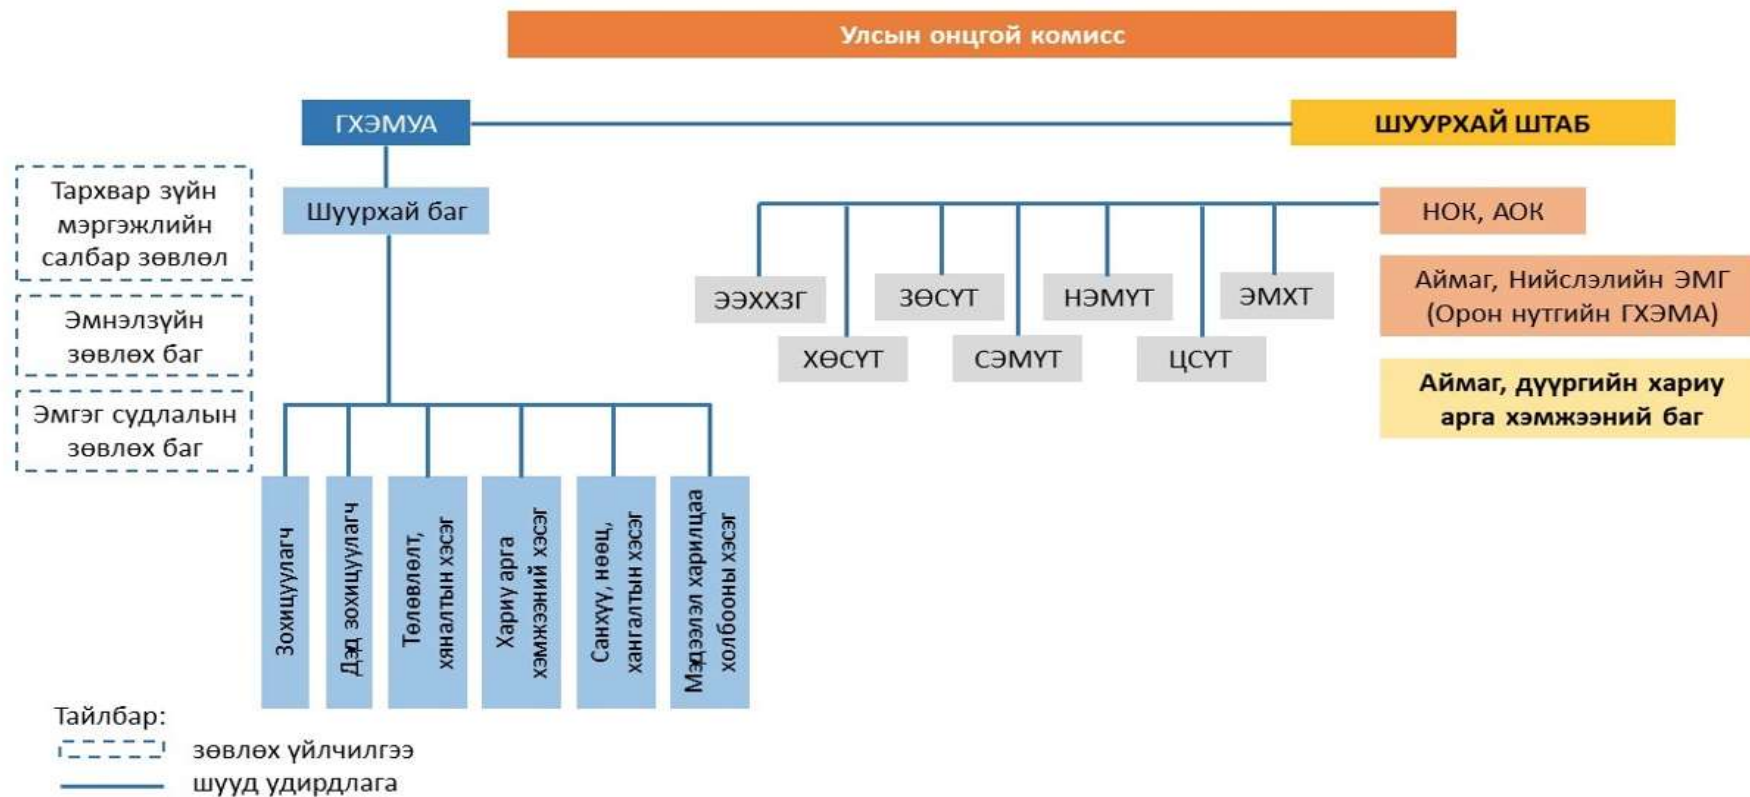 Улсын онцгой комисс
ГХЭМУА
ШУУРХАЙ ШТАБ
Тархвар зүйн
мэргэжлийн
салбар зөвлөл
Шуурхай баг
НОК, АОК
ЭЭХХЗГ
ЗӨСҮТ
НЭМҮТ
ЭМХТ
Аймаг, Нийслэлийн ЭМГ
(Орон нутгийн ГХЭМА)
Эмнэлзүйн
зөвлөх баг
ХӨСҮТ
СЭМҮТ
ЦСҮТ
Аймаг, дүүргийн хариу
арга хэмжээний баг
Эмгэг судлалын
зөвлөх баг
Зохицуулагч
Дэд зохицуулагч
Төлөвлөлт,
хяналтын хэсэг
Хариу арга
хэмжээний хэсэг
Санхүү, нөөц,
хангалтын хэсэг
Мэдээлэл харилцаа
холбооны хэсэг
Тайлбар:
зөвлөх үйлчилгээ
шууд удирдлага